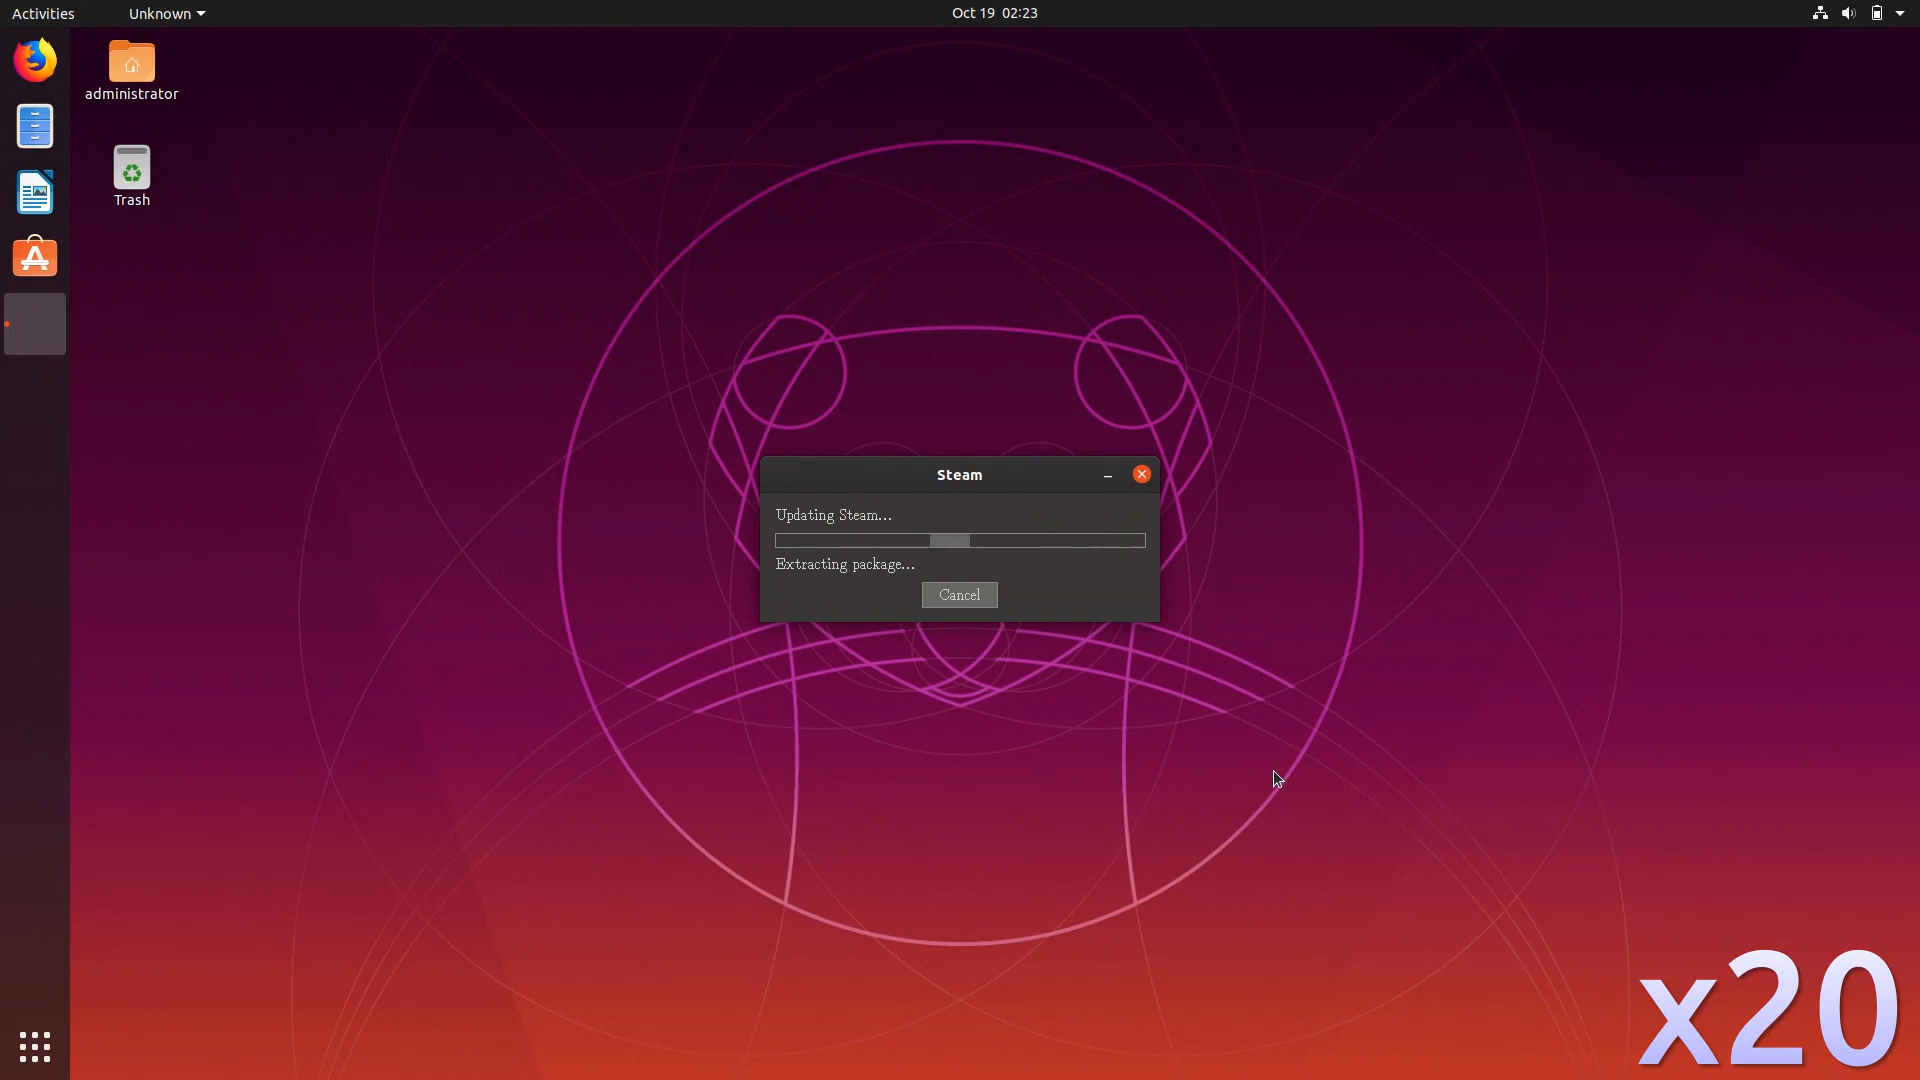 Activities
Unknown
Oct 19 02:23
administrator
Trash
Steam
Updating Steam...
Extracting package...
Cancel
x20